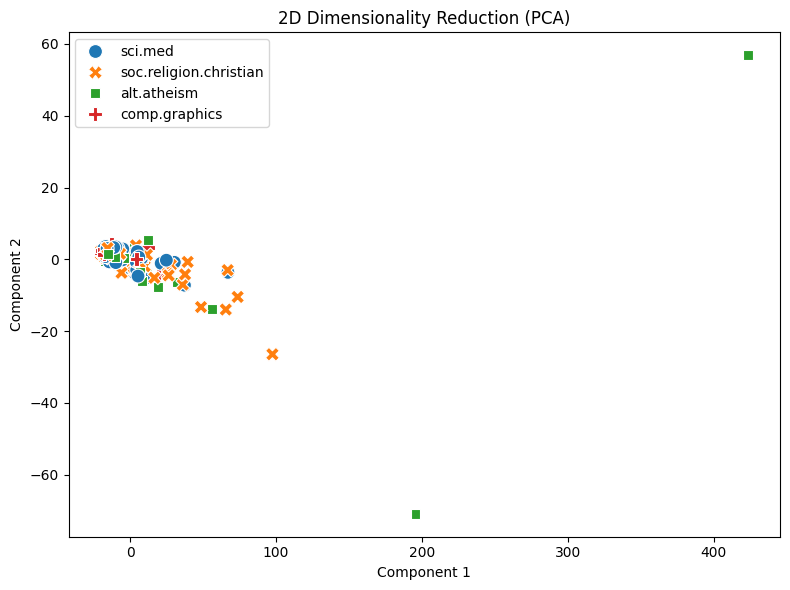 2D Dimensionality Reduction (PCA)
sci.med
soc.religion.christian
alt.atheism
comp.graphics
60
40
20
0
−20
−40
−60
Component 2
0
100
200
300
400
Component 1